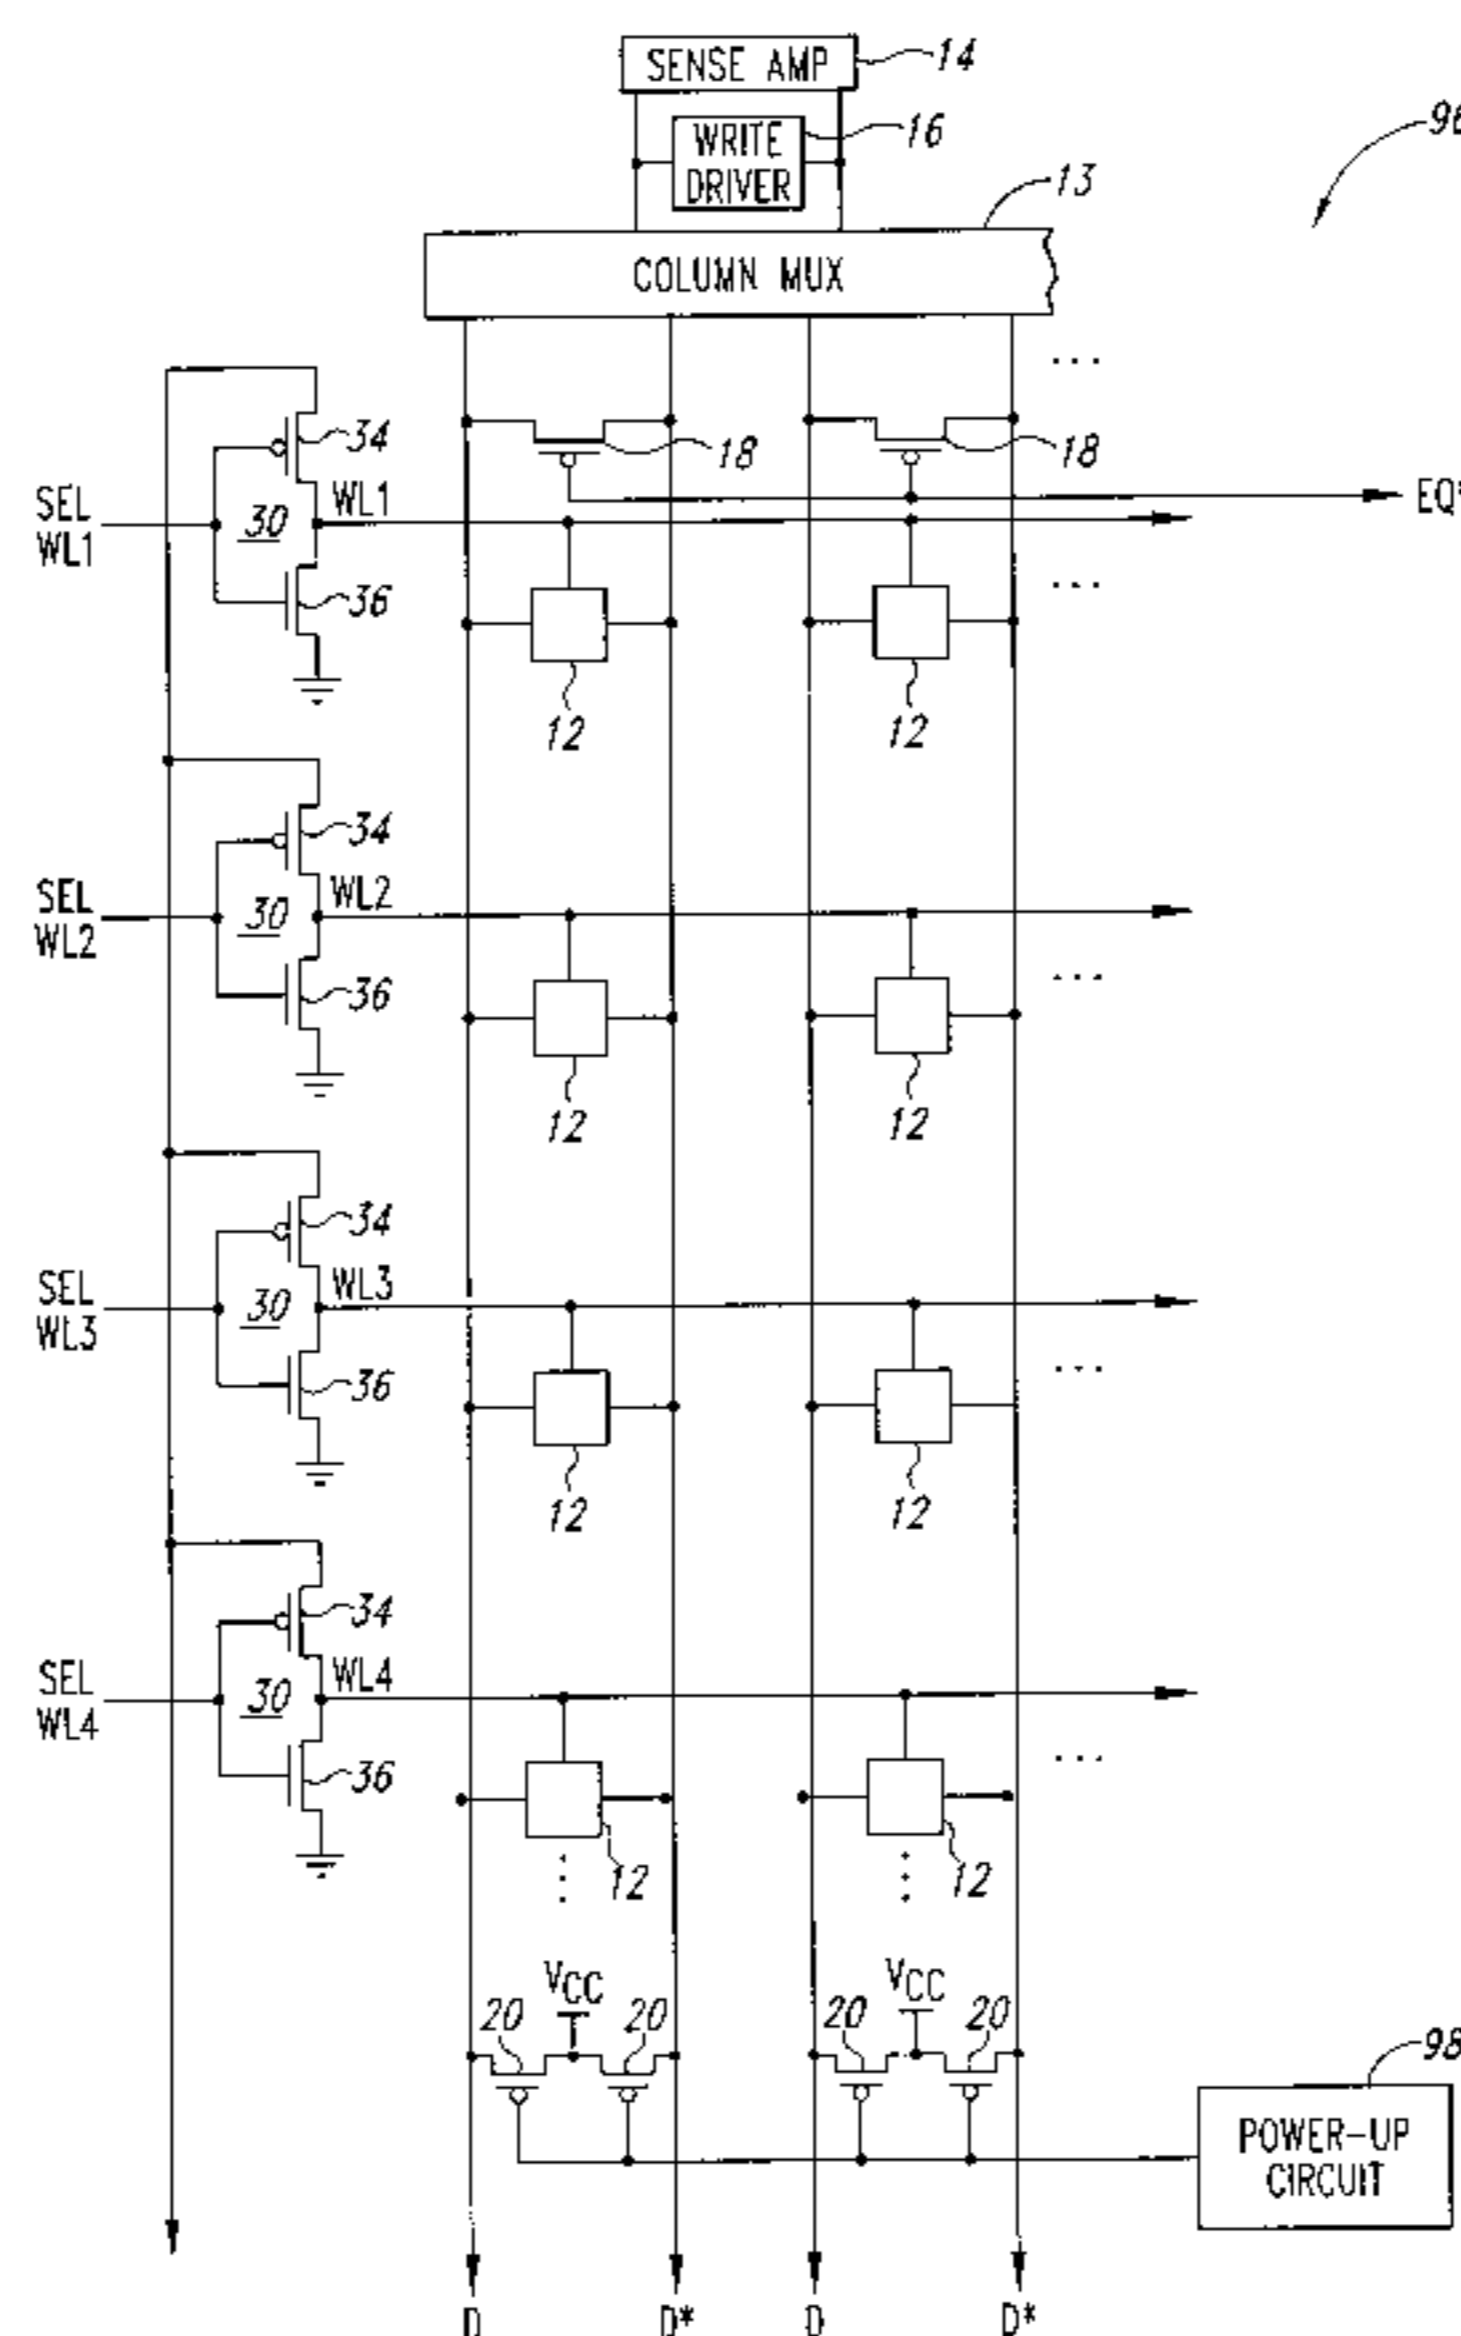 SENSE AMP
14
WRITE
DRIVER
16
96
13
COLUMN MUX
...
34
18
18
SEL
WL1
30
WL1
EQ*
36
...
12
12
34
SEL
WL2
30
WL2
36
...
12
12
34
SEL
WL3
30
WL3
36
...
12
12
34
SEL
WL4
30
WL4
36
...
12
12
VCC
VCC
20
20
20
20
98
POWER-UP
CIRCUIT
D
D*
D
D*